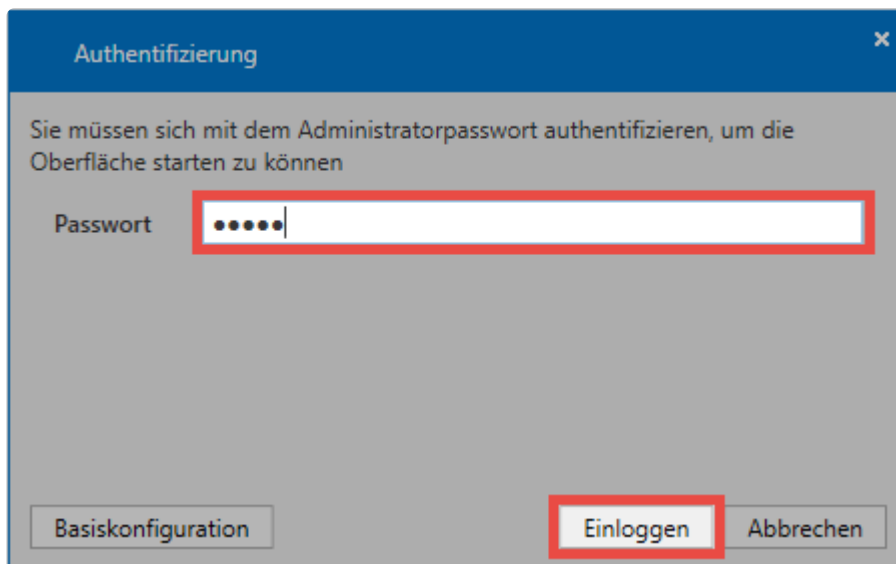 Authentifizierung
Sie müssen sich mit dem Administratorpasswort authentifizieren, um die
Oberfläche starten zu können
Passwort •••••
Basiskonfiguration Einloggen Abbrechen